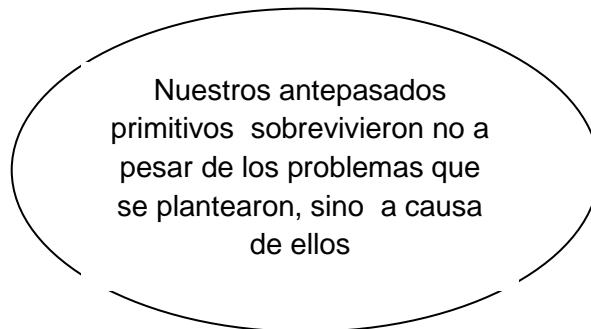 Nuestros antepasados
primitivos  sobrevivieron no a
pesar de los problemas que
se plantearon, sino  a causa
de ellos